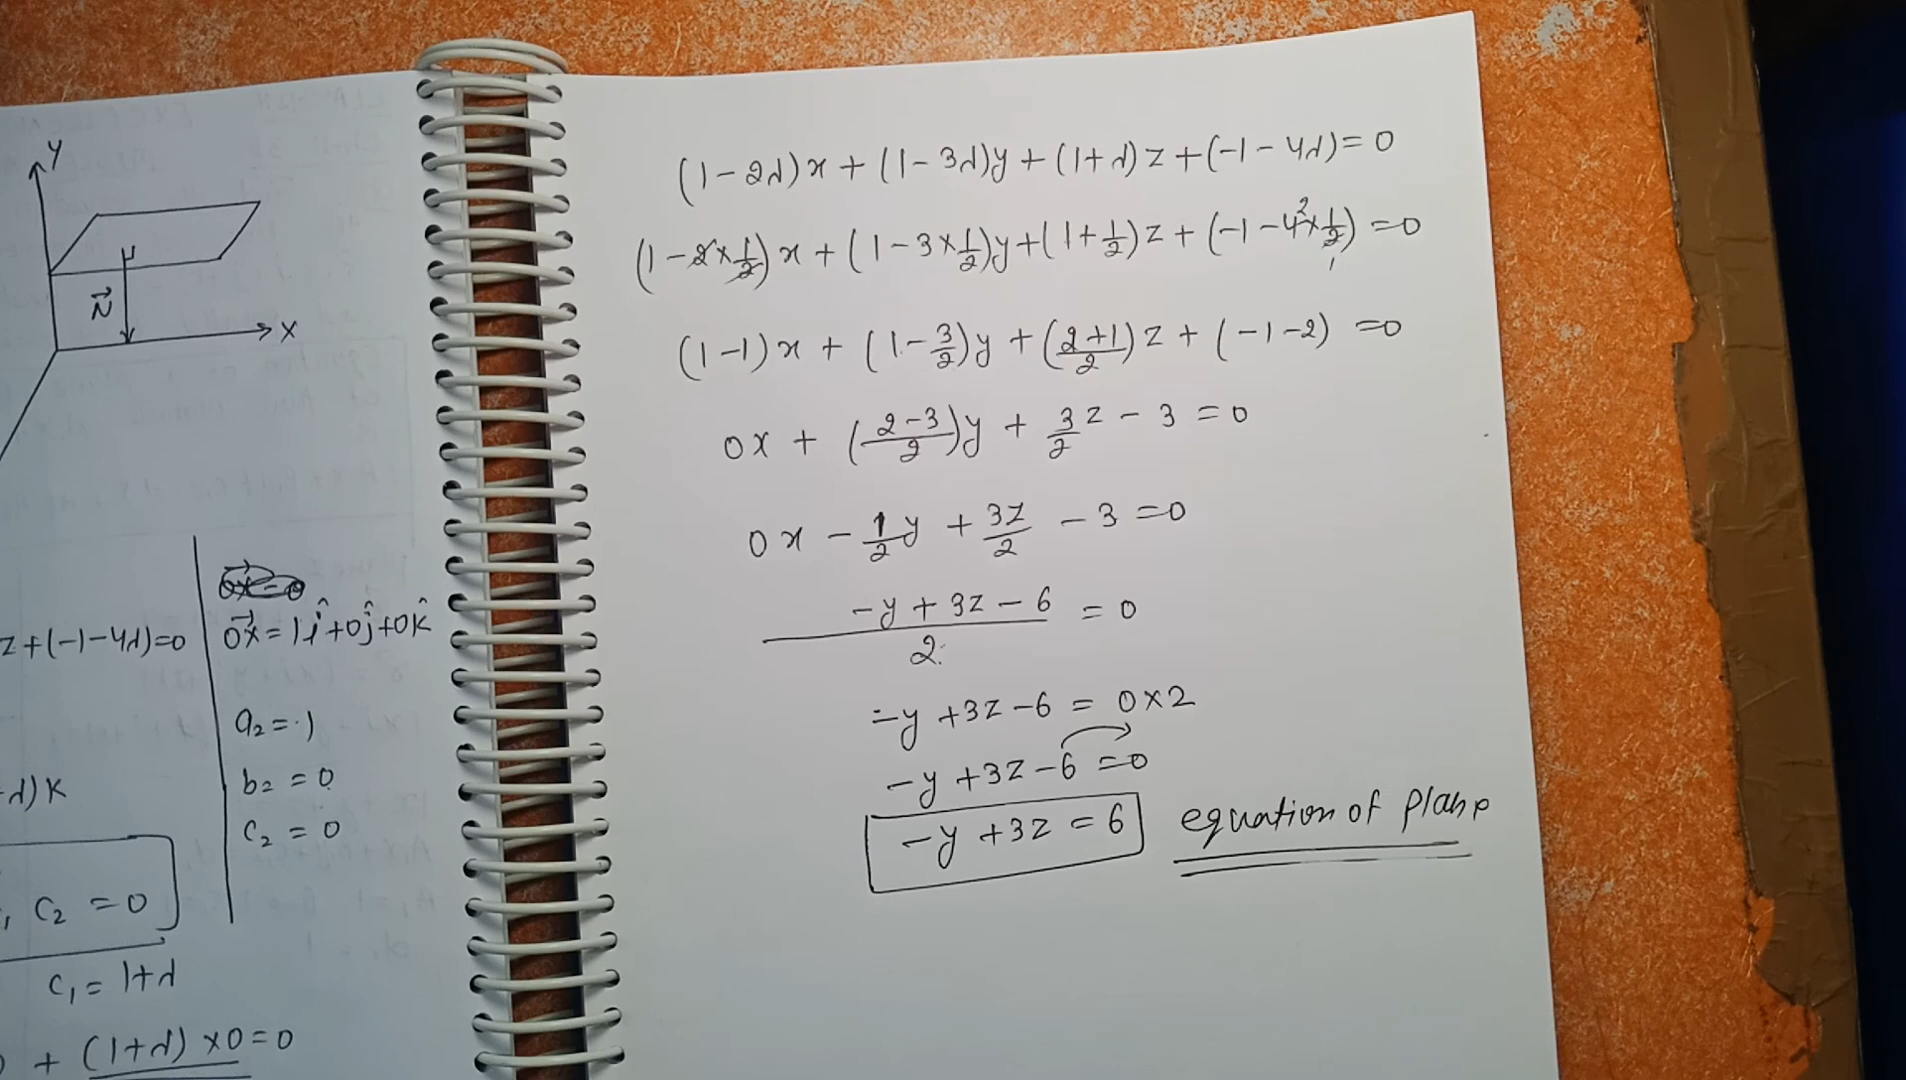 Y
N⃗
X
z+(-1-4λ)=0
O⃗X = 1î+0ĵ+0k̂
a₂ = 1
b₂ = 0
c₂ = 0
λ)K
, C₂ = 0
C₁ = 1+λ
+ (1+λ) ×0 = 0
(1-2λ)x + (1-3λ)y + (1+λ)z + (-1-4λ) = 0
(1-2×1/2)x + (1-3×1/2)y + (1+1/2)z + (-1-4²×1/2) = 0
(1-1)x + (1-3/2)y + (2+1/2)z + (-1-2) = 0
0x + (2-3/2)y + 3/2 z - 3 = 0
0x - 1/2 y + 3z/2 - 3 = 0
-y + 3z - 6 = 0
2
-y + 3z - 6 = 0×2
-y + 3z - 6 = 0
-y + 3z = 6 equation of plane